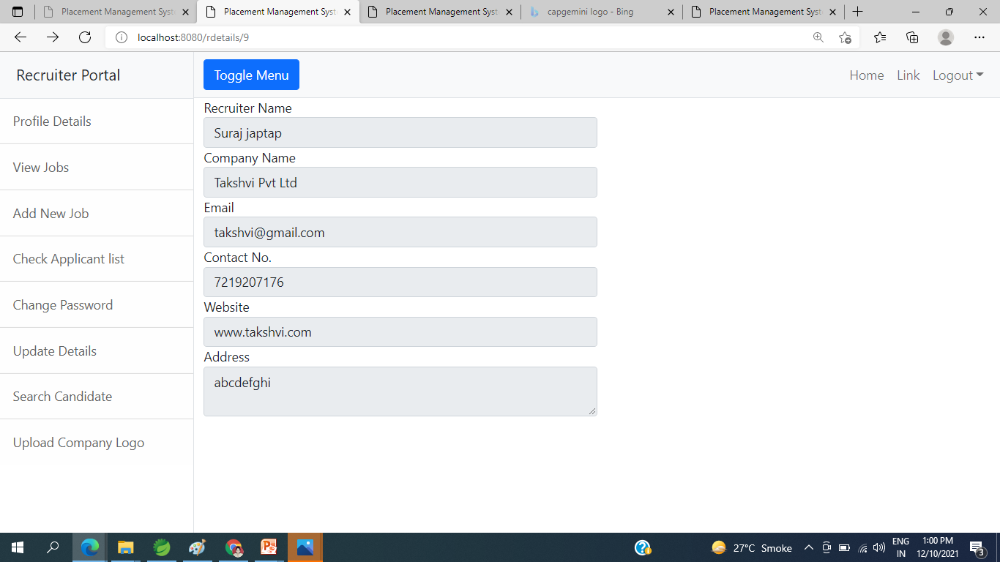 Placement Management Syste
Placement Management Syst
Placement Management Syst
capgemini logo - Bing
Placement Management Syst
localhost:8080/rdetails/9
Recruiter Portal
Toggle Menu
Home Link Logout
Profile Details
View Jobs
Add New Job
Check Applicant list
Change Password
Update Details
Search Candidate
Upload Company Logo
Recruiter Name
Suraj japtap
Company Name
Takshvi Pvt Ltd
Email
takshvi@gmail.com
Contact No.
7219207176
Website
www.takshvi.com
Address
abcdefghi
27°C Smoke
ENG
IN
1:00 PM
12/10/2021
3